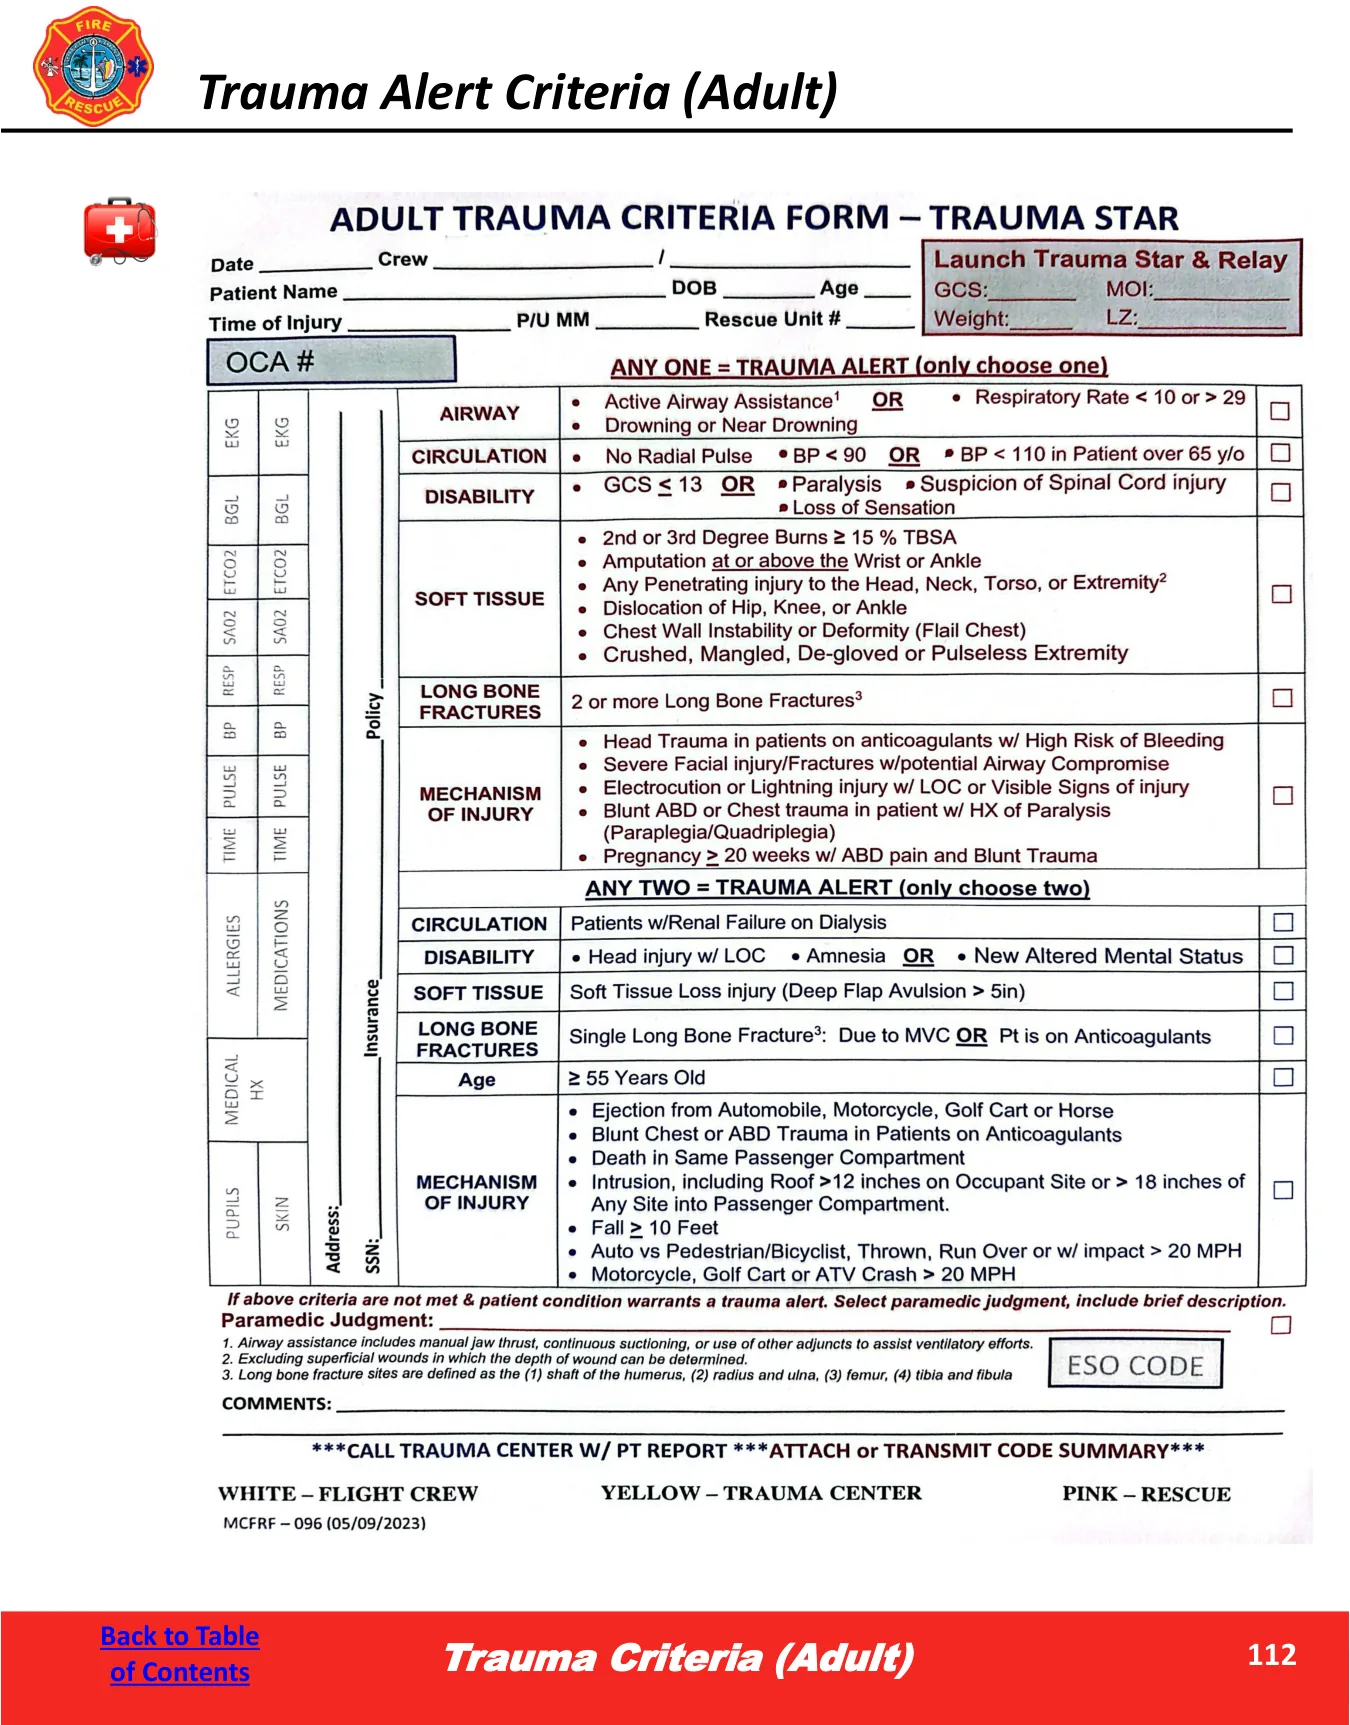 FIRE
RESCUE
Trauma Alert Criteria (Adult)
ADULT TRAUMA CRITERIA FORM – TRAUMA STAR
Date __________ Crew ____________________ / ______________________
Patient Name ______________________________ DOB ________ Age ____
Time of Injury _______________ P/U MM _________ Rescue Unit # ______
Launch Trauma Star & Relay
GCS:_______ MOI:___________
Weight:_____ LZ:____________
OCA #
ANY ONE = TRAUMA ALERT (only choose one)
EKG EKG
BGL BGL
ETCO2 ETCO2
SA02 SA02
RESP RESP
BP BP
PULSE PULSE
TIME TIME
ALLERGIES MEDICATIONS
MEDICAL HX
PUPILS SKIN
Address:
SSN: Insurance Policy
AIRWAY
• Active Airway Assistance¹ OR • Respiratory Rate < 10 or > 29
• Drowning or Near Drowning
CIRCULATION • No Radial Pulse • BP < 90 OR • BP < 110 in Patient over 65 y/o
DISABILITY
• GCS ≤ 13 OR • Paralysis • Suspicion of Spinal Cord injury
• Loss of Sensation
SOFT TISSUE
• 2nd or 3rd Degree Burns ≥ 15 % TBSA
• Amputation at or above the Wrist or Ankle
• Any Penetrating injury to the Head, Neck, Torso, or Extremity²
• Dislocation of Hip, Knee, or Ankle
• Chest Wall Instability or Deformity (Flail Chest)
• Crushed, Mangled, De-gloved or Pulseless Extremity
LONG BONE
FRACTURES
2 or more Long Bone Fractures³
MECHANISM
OF INJURY
• Head Trauma in patients on anticoagulants w/ High Risk of Bleeding
• Severe Facial injury/Fractures w/potential Airway Compromise
• Electrocution or Lightning injury w/ LOC or Visible Signs of injury
• Blunt ABD or Chest trauma in patient w/ HX of Paralysis
(Paraplegia/Quadriplegia)
• Pregnancy ≥ 20 weeks w/ ABD pain and Blunt Trauma
ANY TWO = TRAUMA ALERT (only choose two)
CIRCULATION Patients w/Renal Failure on Dialysis
DISABILITY • Head injury w/ LOC • Amnesia OR • New Altered Mental Status
SOFT TISSUE Soft Tissue Loss injury (Deep Flap Avulsion > 5in)
LONG BONE
FRACTURES
Single Long Bone Fracture³: Due to MVC OR Pt is on Anticoagulants
Age ≥ 55 Years Old
MECHANISM
OF INJURY
• Ejection from Automobile, Motorcycle, Golf Cart or Horse
• Blunt Chest or ABD Trauma in Patients on Anticoagulants
• Death in Same Passenger Compartment
• Intrusion, including Roof >12 inches on Occupant Site or > 18 inches of
Any Site into Passenger Compartment.
• Fall ≥ 10 Feet
• Auto vs Pedestrian/Bicyclist, Thrown, Run Over or w/ impact > 20 MPH
• Motorcycle, Golf Cart or ATV Crash > 20 MPH
If above criteria are not met & patient condition warrants a trauma alert. Select paramedic judgment, include brief description.
Paramedic Judgment:
1. Airway assistance includes manual jaw thrust, continuous suctioning, or use of other adjuncts to assist ventilatory efforts.
2. Excluding superficial wounds in which the depth of wound can be determined.
3. Long bone fracture sites are defined as the (1) shaft of the humerus, (2) radius and ulna, (3) femur, (4) tibia and fibula
ESO CODE
COMMENTS:
***CALL TRAUMA CENTER W/ PT REPORT ***ATTACH or TRANSMIT CODE SUMMARY***
WHITE – FLIGHT CREW YELLOW – TRAUMA CENTER PINK – RESCUE
MCFRF – 096 (05/09/2023)
Back to Table
of Contents
Trauma Criteria (Adult)
112